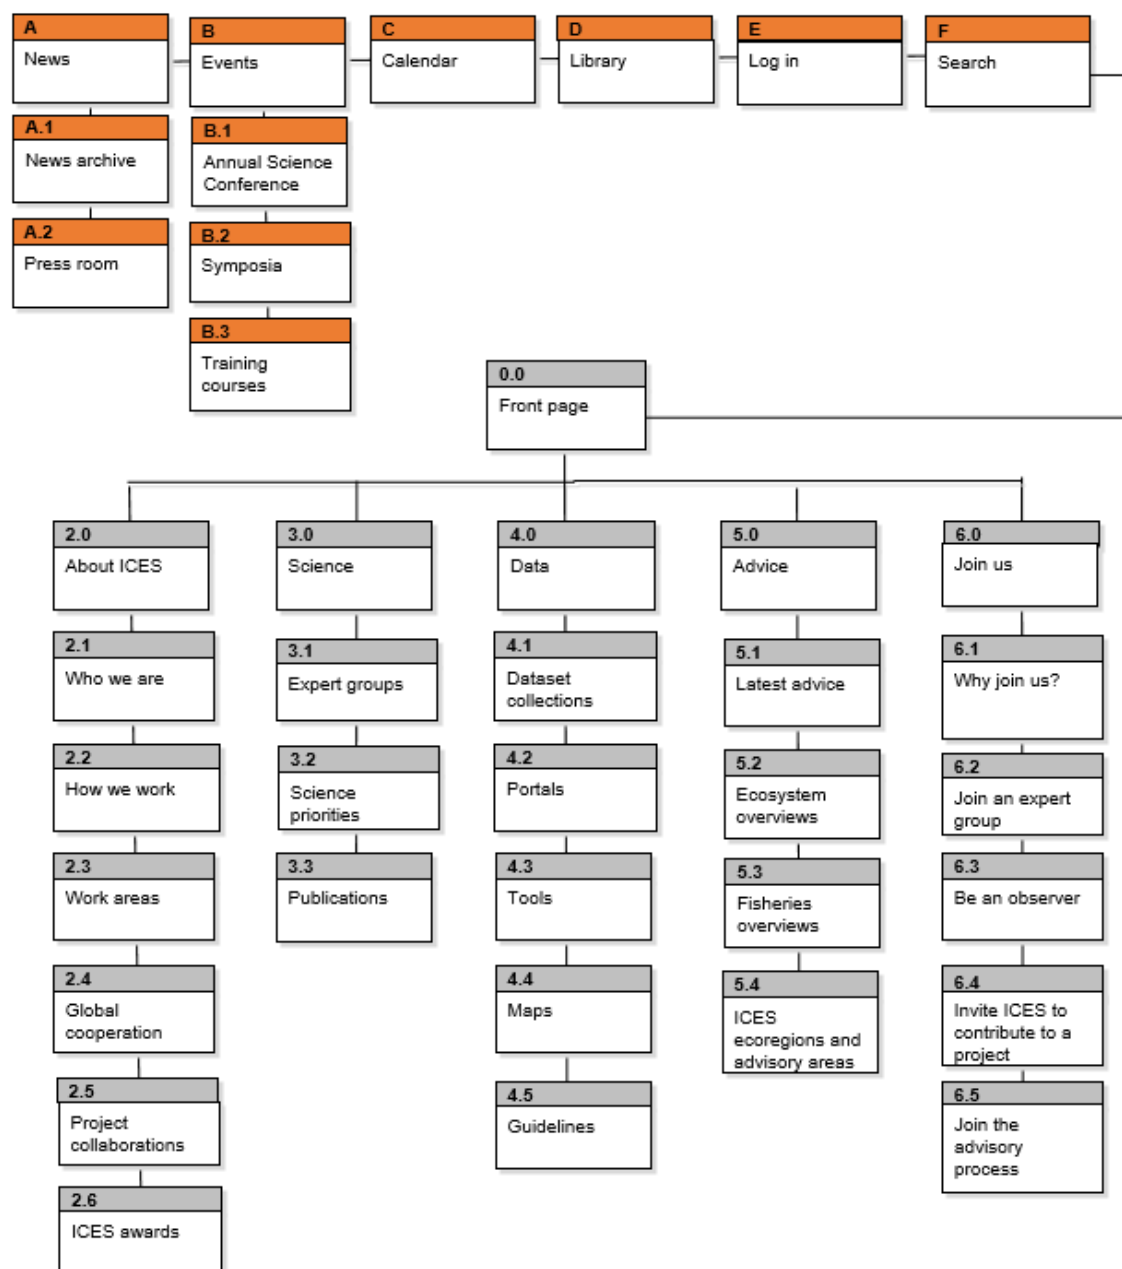 A
News
B
Events
C
Calendar
D
Library
E
Log in
F
Search
A.1
News archive
A.2
Press room
B.1
Annual Science
Conference
B.2
Symposia
B.3
Training
courses
0.0
Front page
2.0
About ICES
2.1
Who we are
2.2
How we work
2.3
Work areas
2.4
Global
cooperation
2.5
Project
collaborations
2.6
ICES awards
3.0
Science
3.1
Expert groups
3.2
Science
priorities
3.3
Publications
4.0
Data
4.1
Dataset
collections
4.2
Portals
4.3
Tools
4.4
Maps
4.5
Guidelines
5.0
Advice
5.1
Latest advice
5.2
Ecosystem
overviews
5.3
Fisheries
overviews
5.4
ICES
ecoregions and
advisory areas
6.0
Join us
6.1
Why join us?
6.2
Join an expert
group
6.3
Be an observer
6.4
Invite ICES to
contribute to a
project
6.5
Join the
advisory
process